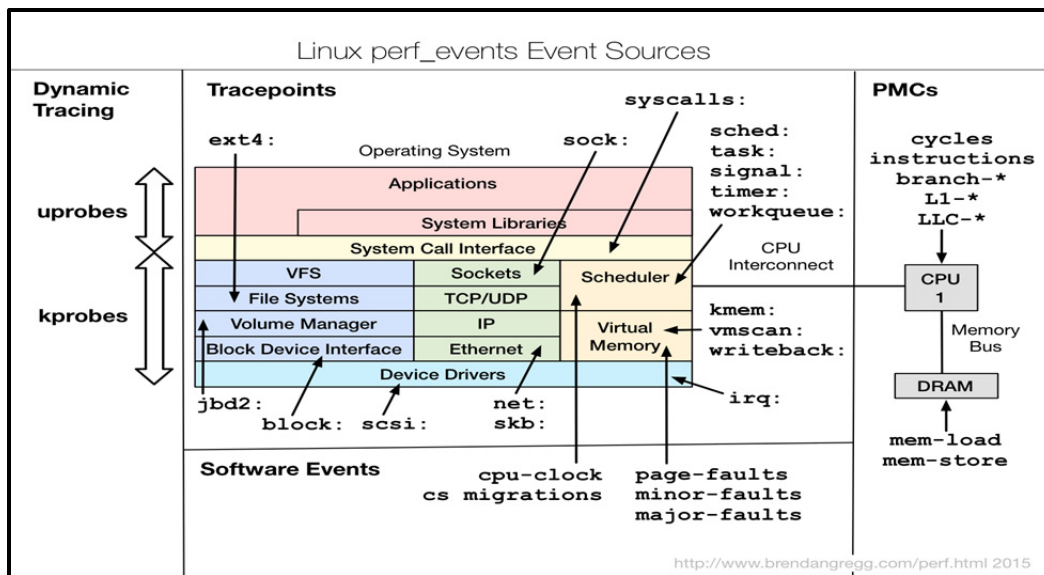 Linux perf_events Event Sources
Dynamic
Tracing
uprobes
kprobes
Tracepoints
syscalls:
ext4:
sock:
sched:
task:
signal:
timer:
workqueue:
Operating System
Applications
System Libraries
System Call Interface
VFS
Sockets
Scheduler
File Systems
TCP/UDP
Volume Manager
IP
Virtual
Memory
Block Device Interface
Ethernet
Device Drivers
CPU
Interconnect
kmem:
vmscan:
writeback:
jbd2:
block:
scsi:
net:
skb:
irq:
Software Events
cpu-clock
cs migrations
page-faults
minor-faults
major-faults
PMCs
cycles
instructions
branch-*
L1-*
LLC-*
CPU
1
Memory
Bus
DRAM
mem-load
mem-store
http://www.brendangregg.com/perf.html 2015